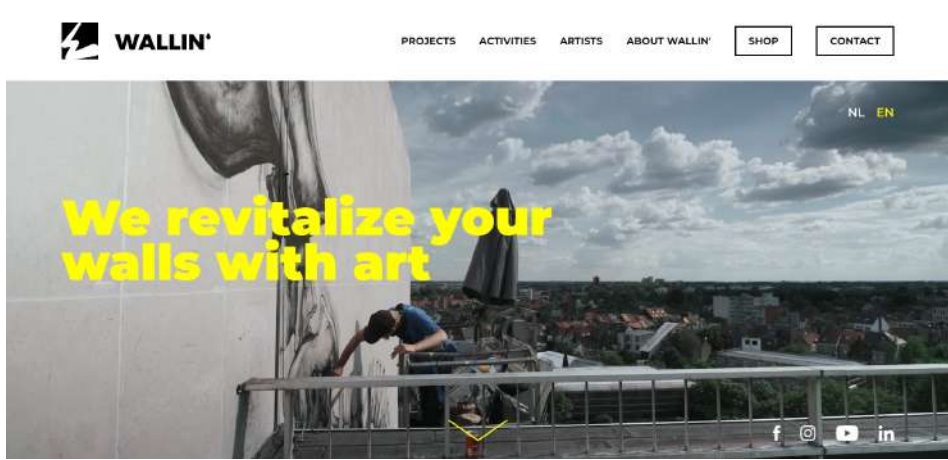 WALLIN'
PROJECTS ACTIVITIES ARTISTS ABOUT WALLIN' SHOP CONTACT
NL EN
We revitalize your
walls with art